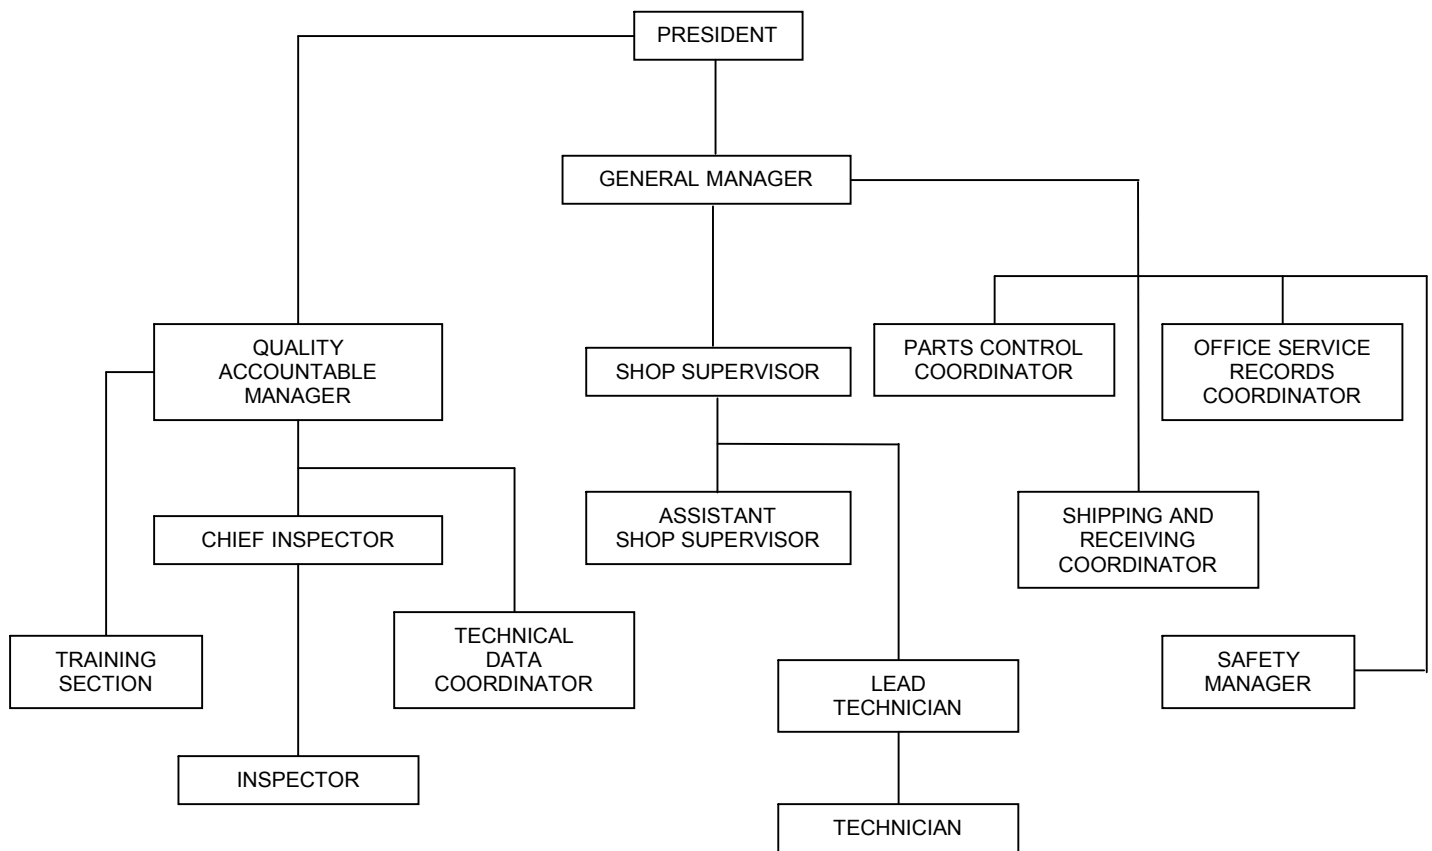 PRESIDENT
GENERAL MANAGER
QUALITY
ACCOUNTABLE
MANAGER
SHOP SUPERVISOR
PARTS CONTROL
COORDINATOR
OFFICE SERVICE
RECORDS
COORDINATOR
CHIEF INSPECTOR
ASSISTANT
SHOP SUPERVISOR
SHIPPING AND
RECEIVING
COORDINATOR
TRAINING
SECTION
TECHNICAL
DATA
COORDINATOR
LEAD
TECHNICIAN
SAFETY
MANAGER
INSPECTOR
TECHNICIAN